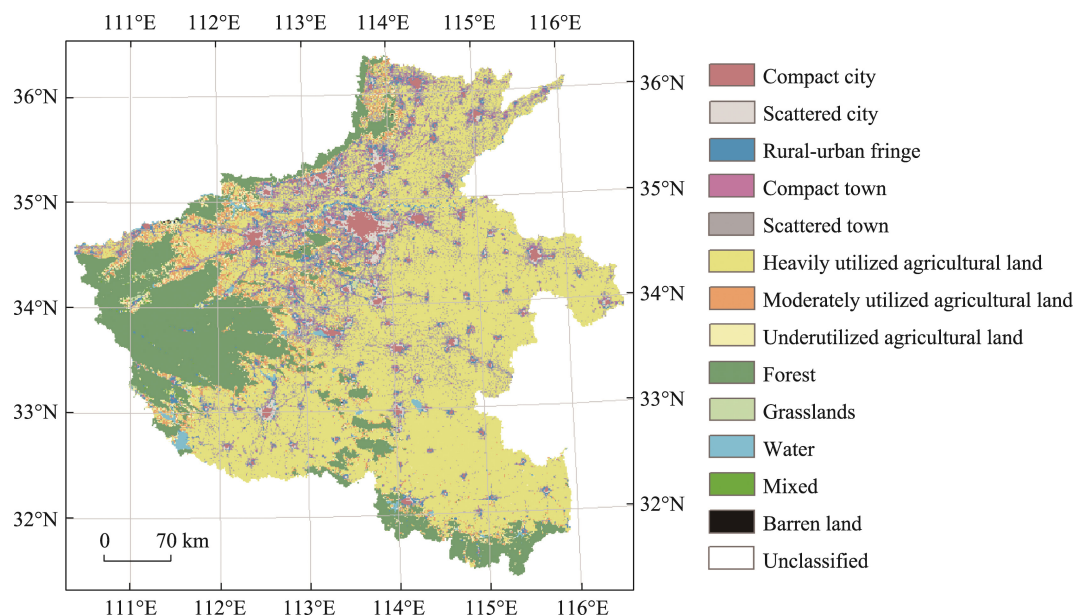 111°E 112°E 113°E 114°E 115°E 116°E
36°N 36°N
35°N 35°N
34°N 34°N
33°N 33°N
32°N 32°N
0 70 km
111°E 112°E 113°E 114°E 115°E 116°E
Compact city
Scattered city
Rural-urban fringe
Compact town
Scattered town
Heavily utilized agricultural land
Moderately utilized agricultural land
Underutilized agricultural land
Forest
Grasslands
Water
Mixed
Barren land
Unclassified